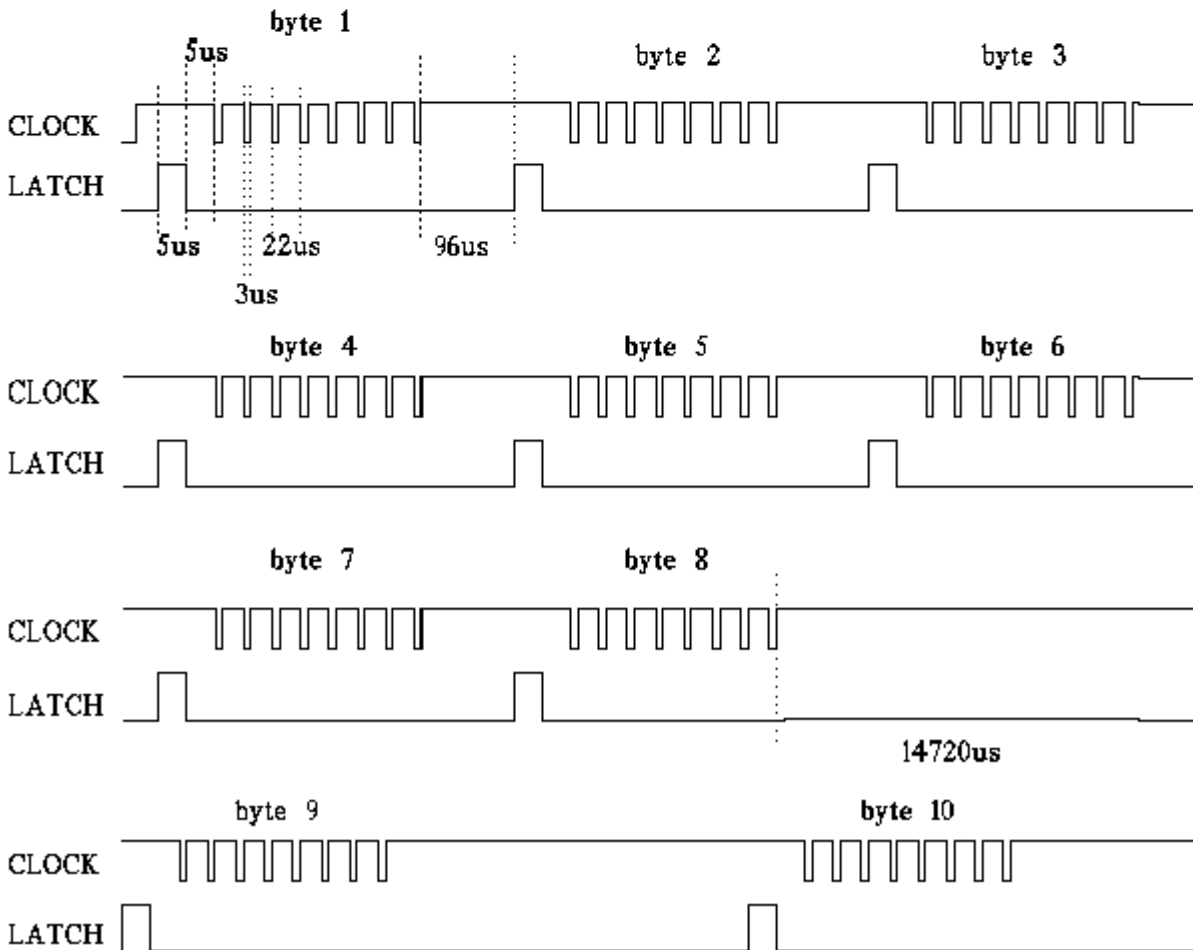 byte 1
5us
byte 2
byte 3
CLOCK
LATCH
5us
22us
96us
3us
byte 4
byte 5
byte 6
CLOCK
LATCH
byte 7
byte 8
CLOCK
LATCH
14720us
byte 9
byte 10
CLOCK
LATCH